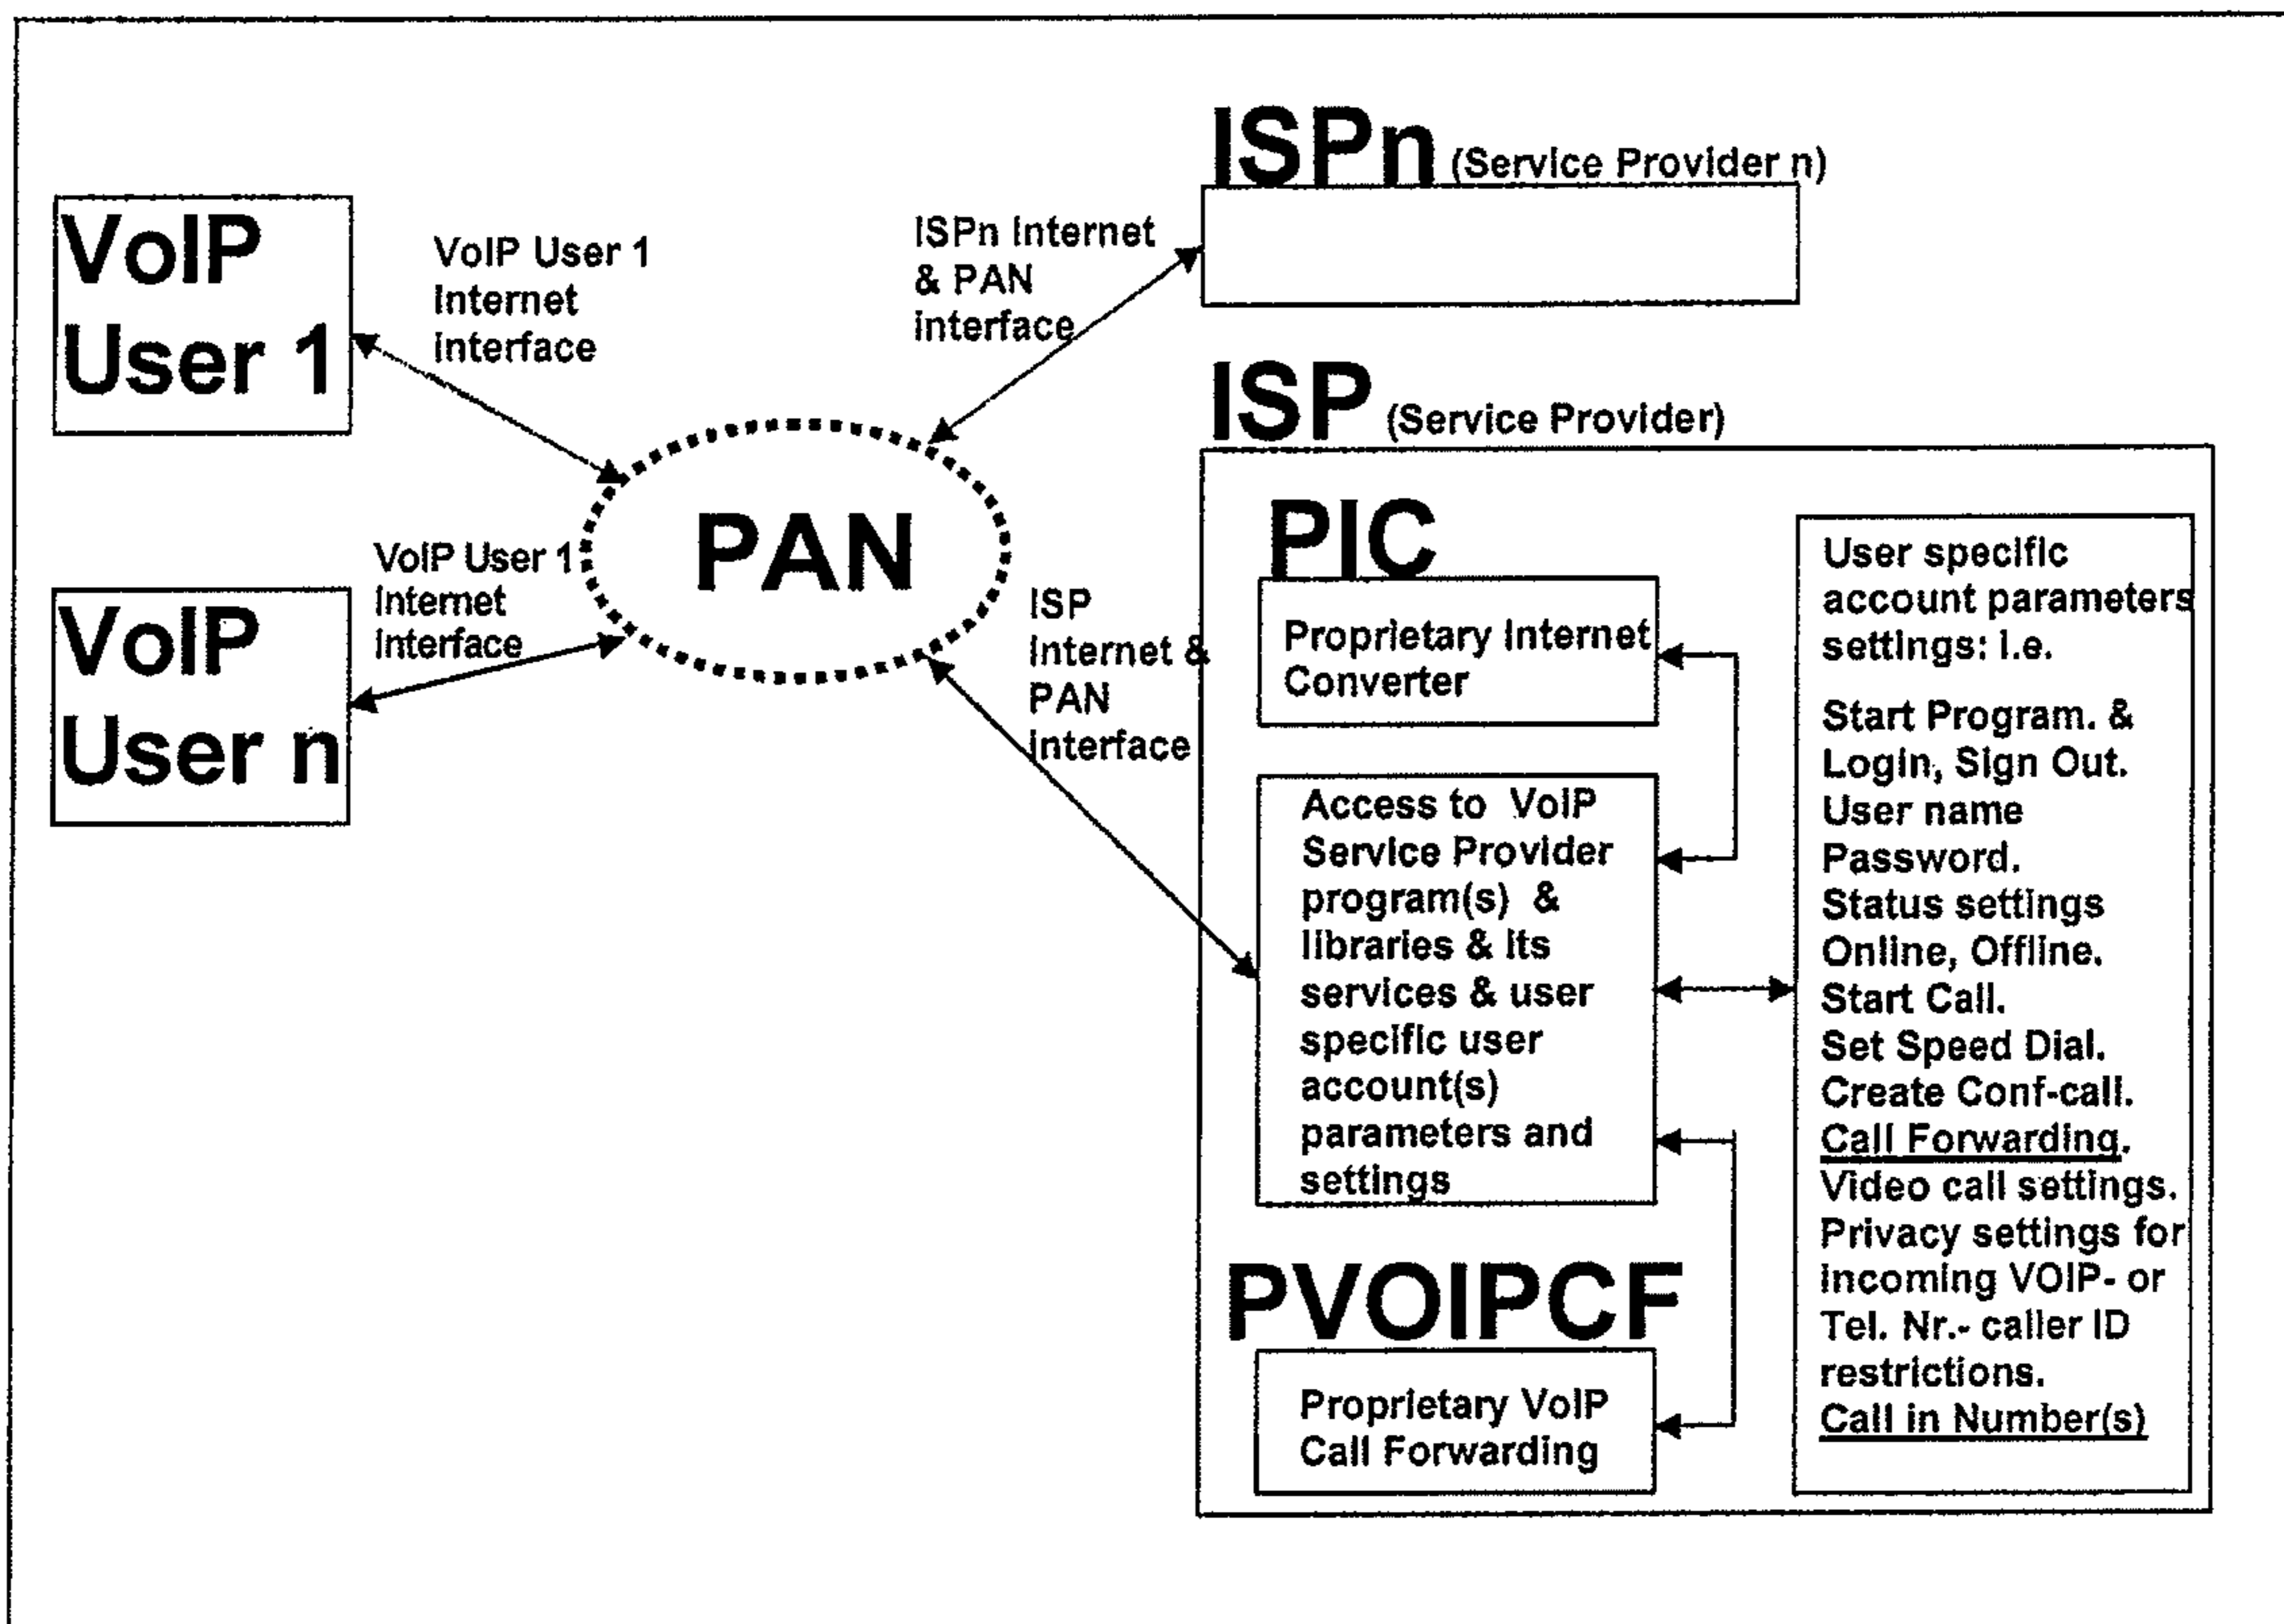 ISPn (Service Provider n)
VoIP
User 1
VoIP User 1
Internet
interface
ISPn Internet
& PAN
interface
ISP (Service Provider)
PAN
VoIP
User n
VoIP User 1
Internet
Interface
ISP
Internet &
PAN
interface
PIC
Proprietary Internet
Converter
Access to VoIP
Service Provider
program(s) &
libraries & its
services & user
specific user
account(s)
parameters and
settings
PVOIPCF
Proprietary VoIP
Call Forwarding
User specific
account parameters
settings: i.e.
Start Program. &
Login, Sign Out.
User name
Password.
Status settings
Online, Offline.
Start Call.
Set Speed Dial.
Create Conf-call.
Call Forwarding.
Video call settings.
Privacy settings for
incoming VOIP- or
Tel. Nr.- caller ID
restrictions.
Call in Number(s)